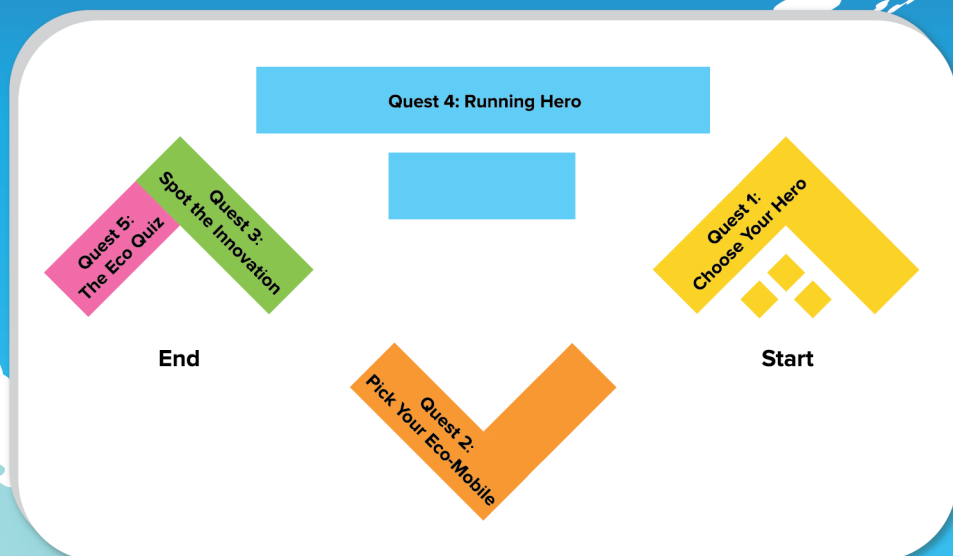 Quest 4: Running Hero
Quest 5:
The Eco Quiz
Quest 3:
Spot the Innovation
Quest 1:
Choose Your Hero
End
Start
Quest 2:
Pick Your Eco-Mobile